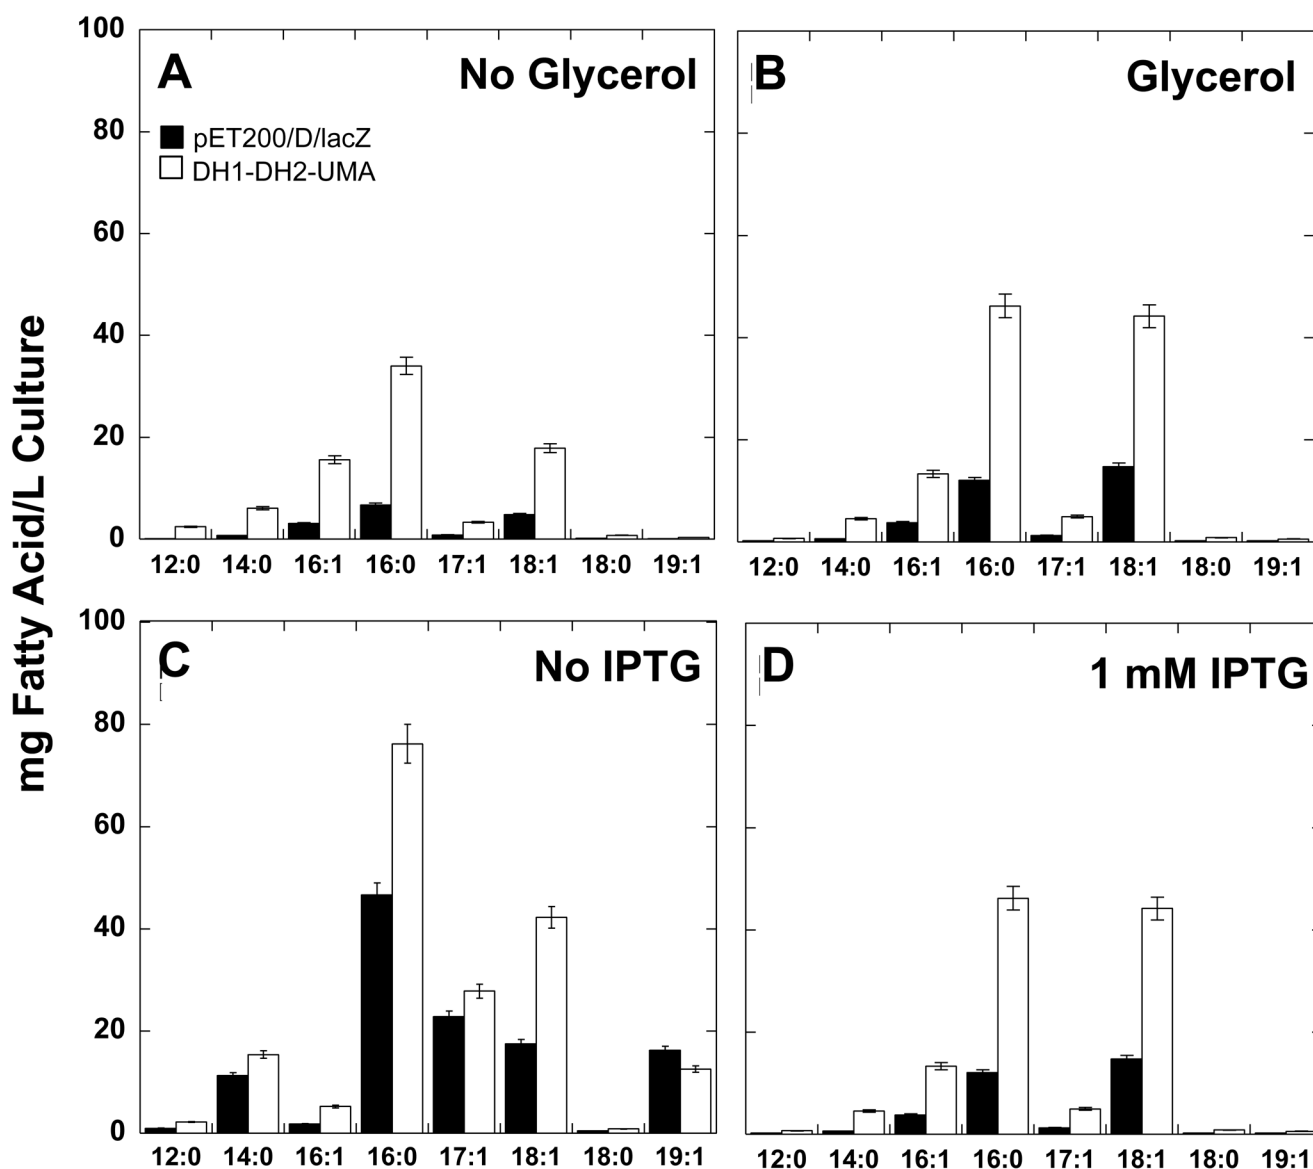 mg Fatty Acid/L Culture
100
80
60
40
20
0
A
No Glycerol
pET200/D/lacZ
DH1-DH2-UMA
12:0 14:0 16:1 16:0 17:1 18:1 18:0 19:1
B
Glycerol
12:0 14:0 16:1 16:0 17:1 18:1 18:0 19:1
100
80
60
40
20
0
C
No IPTG
12:0 14:0 16:1 16:0 17:1 18:1 18:0 19:1
D
1 mM IPTG
12:0 14:0 16:1 16:0 17:1 18:1 18:0 19:1